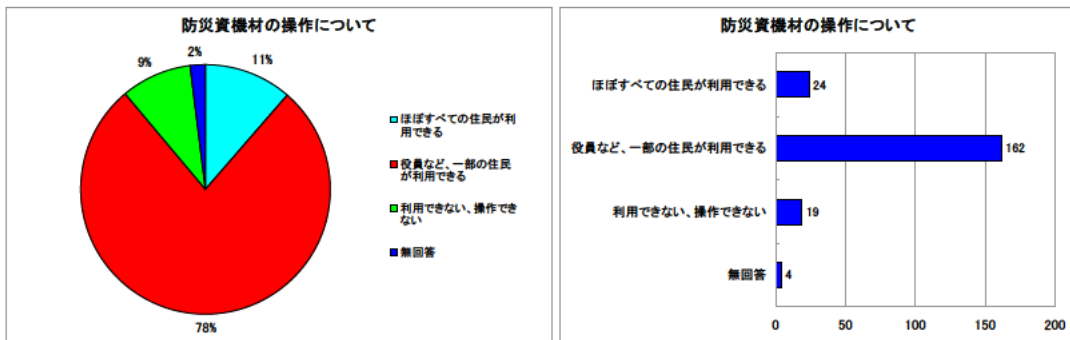 防災資機材の操作について
2%
9%
11%
ほぼすべての住民が利
用できる
役員など、一部の住民
が利用できる
利用できない、操作でき
ない
無回答
78%
防災資機材の操作について
ほぼすべての住民が利用できる
24
役員など、一部の住民が利用できる
162
利用できない、操作できない
19
無回答
4
0 50 100 150 200